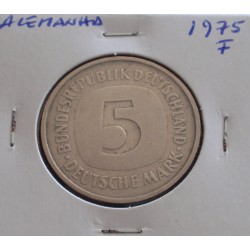 ALEMANHA 1975
F
BUNDESREPUBLIK DEUTSCHLAND
5
DEUTSCHE MARK